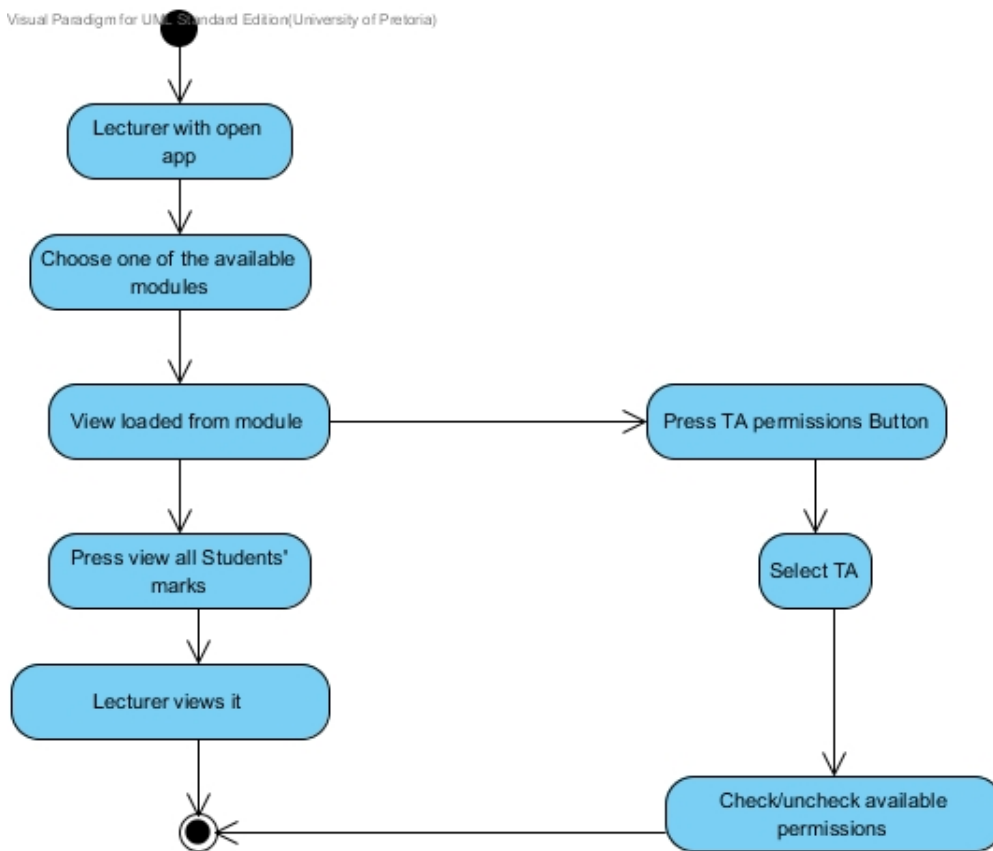 Visual Paradigm for UML Standard Edition(University of Pretoria)
Lecturer with open
app
Choose one of the available
modules
View loaded from module
Press TA permissions Button
Press view all Students'
marks
Select TA
Lecturer views it
Check/uncheck available
permissions